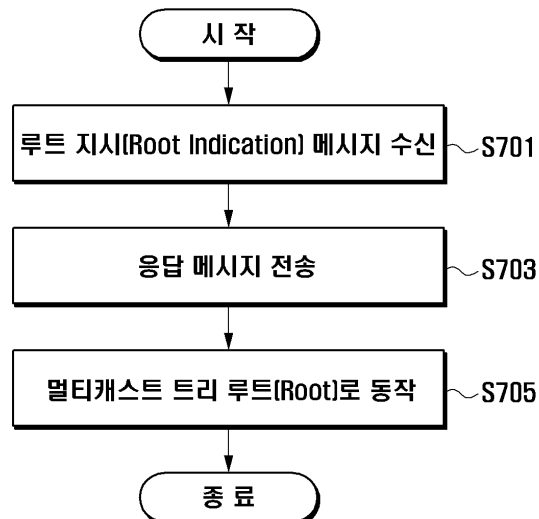 시 작
루트 지시(Root Indication) 메시지 수신
S701
응답 메시지 전송
S703
멀티캐스트 트리 루트(Root)로 동작
S705
종 료